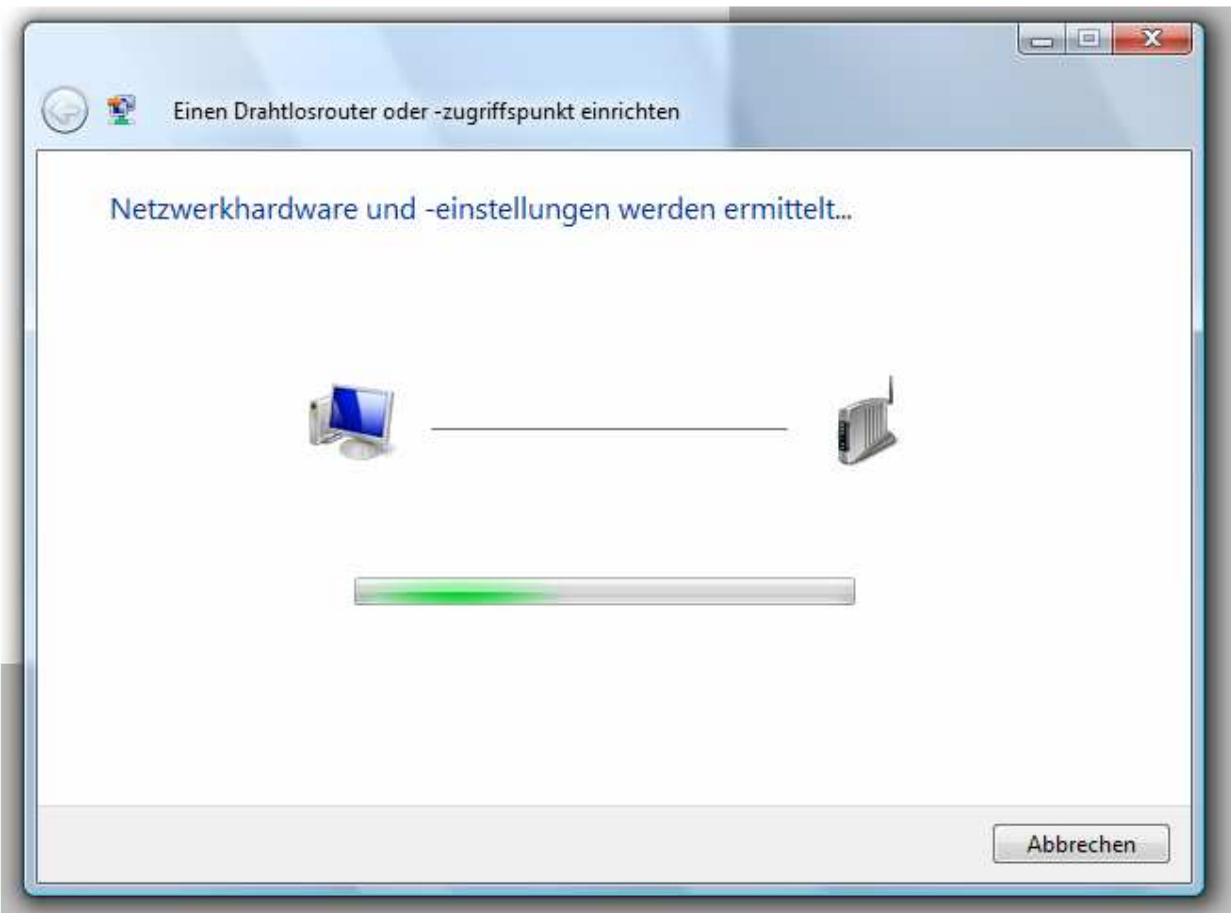 Einen Drahtlosrouter oder -zugriffspunkt einrichten
Netzwerkhardware und -einstellungen werden ermittelt...
Abbrechen